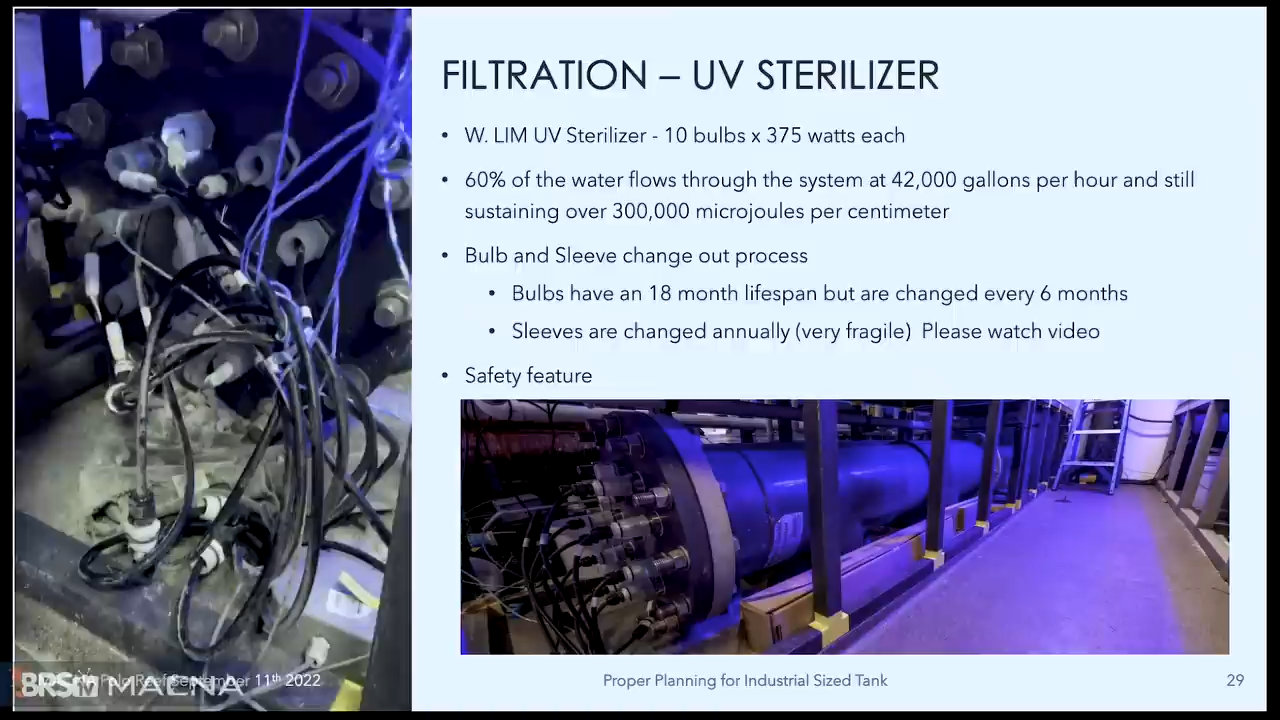 FILTRATION – UV STERILIZER
• W. LIM UV Sterilizer - 10 bulbs x 375 watts each
• 60% of the water flows through the system at 42,000 gallons per hour and still
sustaining over 300,000 microjoules per centimeter
• Bulb and Sleeve change out process
• Bulbs have an 18 month lifespan but are changed every 6 months
• Sleeves are changed annually (very fragile)  Please watch video
• Safety feature
BRStv MACNA
Reef September 11th 2022
Proper Planning for Industrial Sized Tank
29